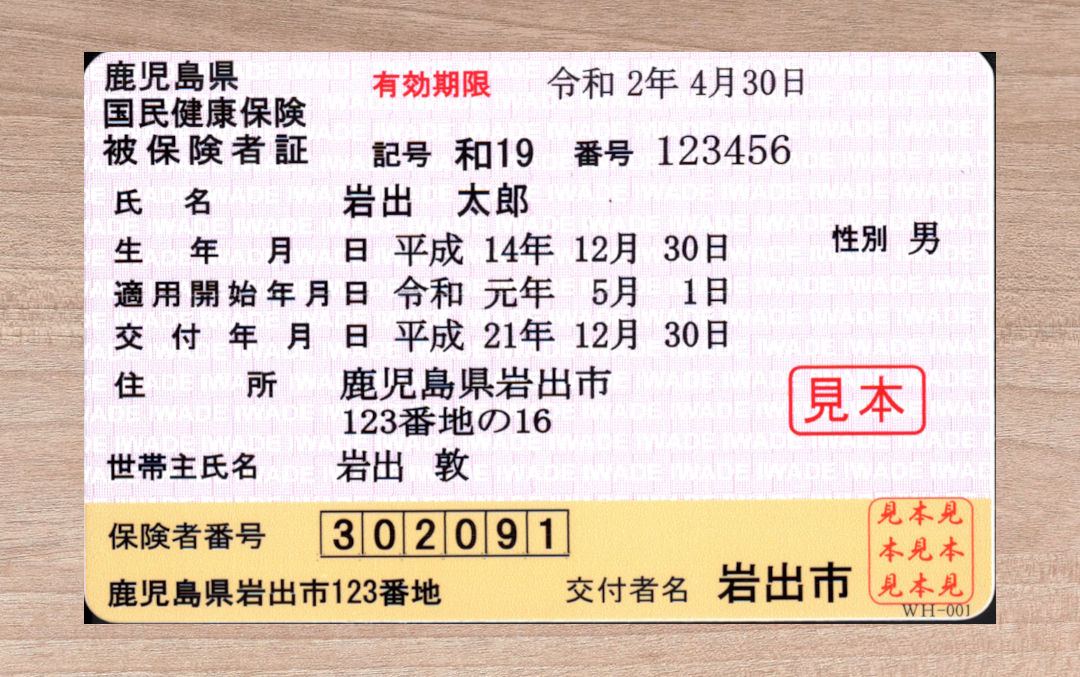 鹿児島県
国民健康保険
被保険者証
有効期限 令和 2年 4月30日
記号 和19 番号 123456
氏名 岩出 太郎
生年月日 平成 14年 12月 30日 性別 男
適用開始年月日 令和 元年 5月 1日
交付年月日 平成 21年 12月 30日
住所 鹿児島県岩出市
123番地の16
見本
世帯主氏名 岩出 敦
保険者番号 302091
鹿児島県岩出市123番地 交付者名 岩出市
見本見
本見本
見本見
WH-001
IWADE